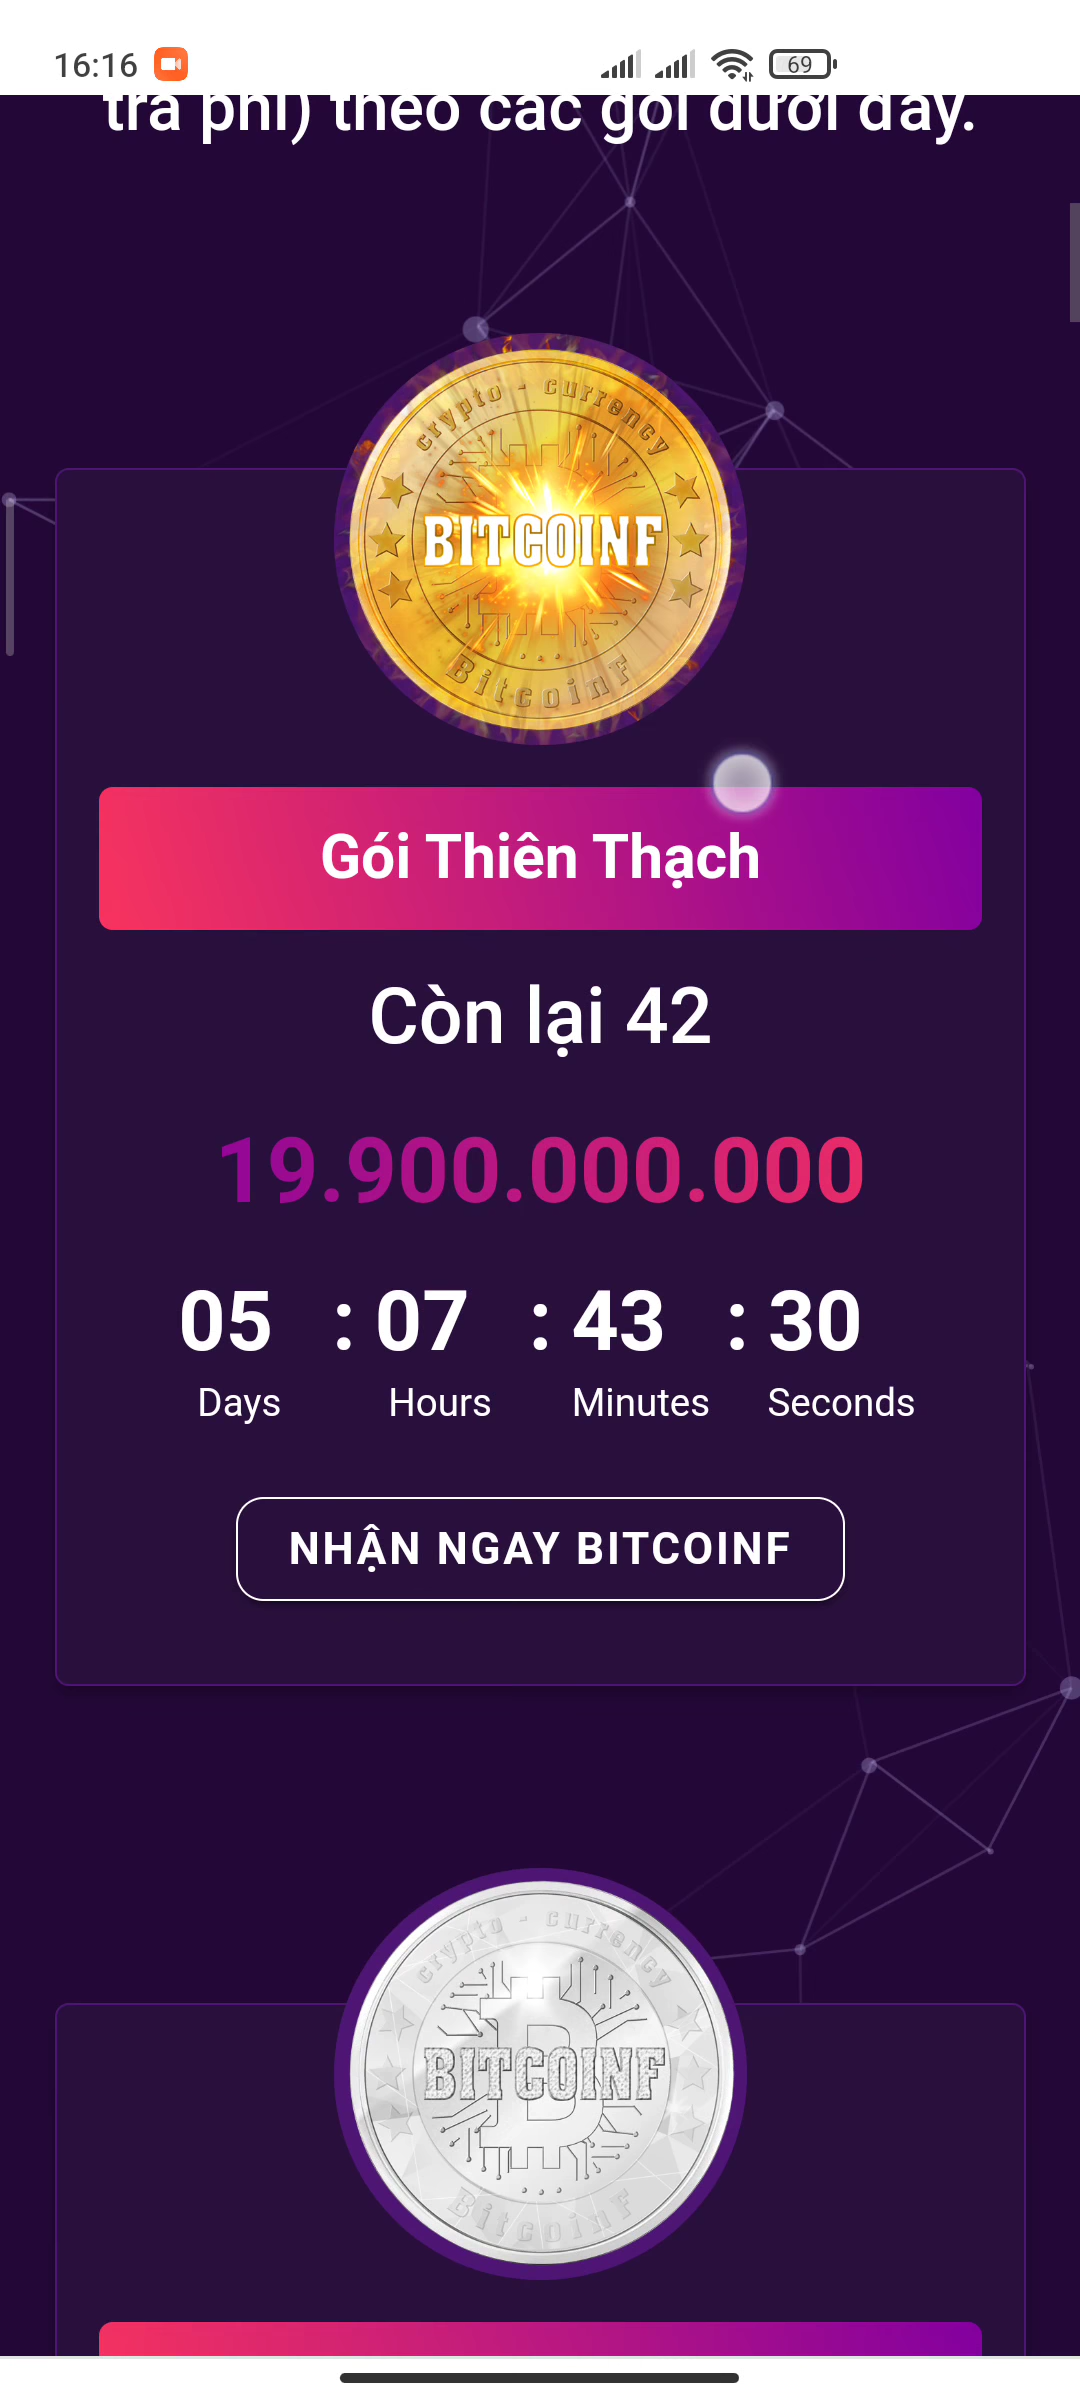 16:16
69
trả phí) theo các gói dưới đây.
crypto - currency
BITCOINF
BitcoinF
Gói Thiên Thạch
Còn lại 42
19.900.000.000
05 : 07 : 43 : 30
Days Hours Minutes Seconds
NHẬN NGAY BITCOINF
crypto - currency
BITCOINF
BitcoinF